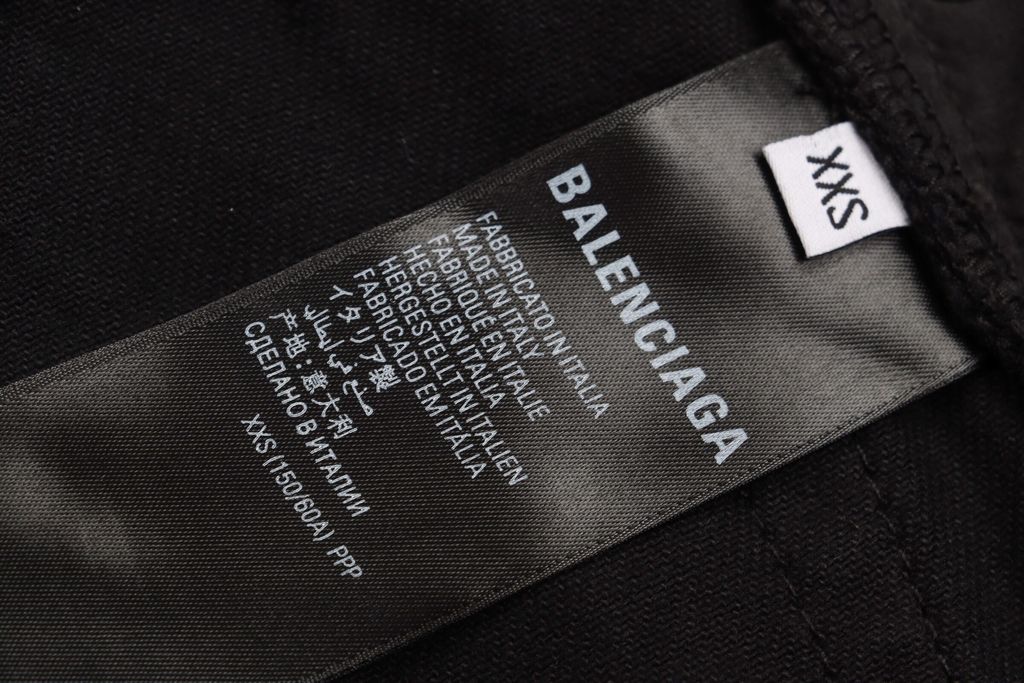 XXS
BALENCIAGA
FABBRICATO IN ITALIA
MADE IN ITALY
FABRIQUÉ EN ITALIE
HECHO EN ITALIA
HERGESTELLT IN ITALIEN
FABRICADO EM ITALIA
イタリア製
产地:意大利
СДЕЛАНО В ИТАЛИИ
XXS (150/60A) PPP